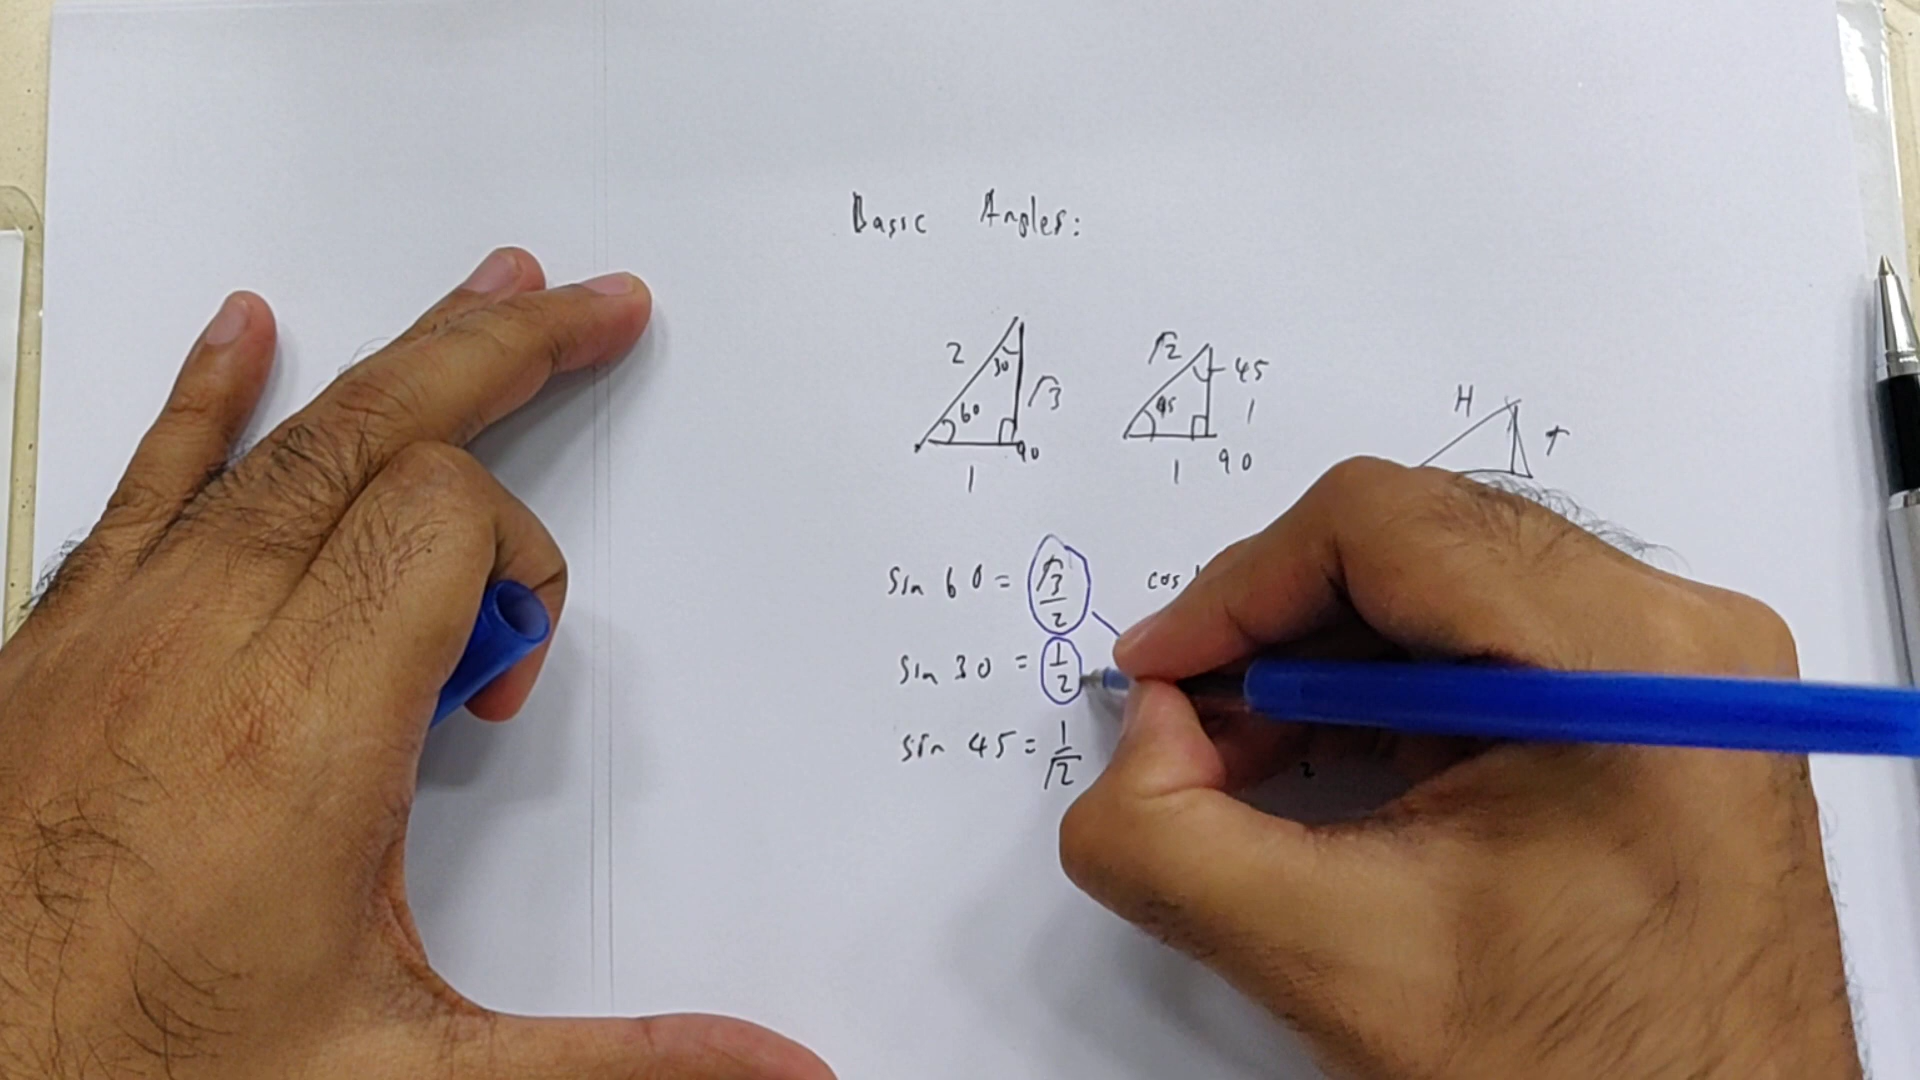 Basic Angles:
2 30 √3 60 90 1
√2 45 45 1 1 90
H
sin 60 = √3/2 cos
sin 30 = 1/2
sin 45 = 1/√2
2